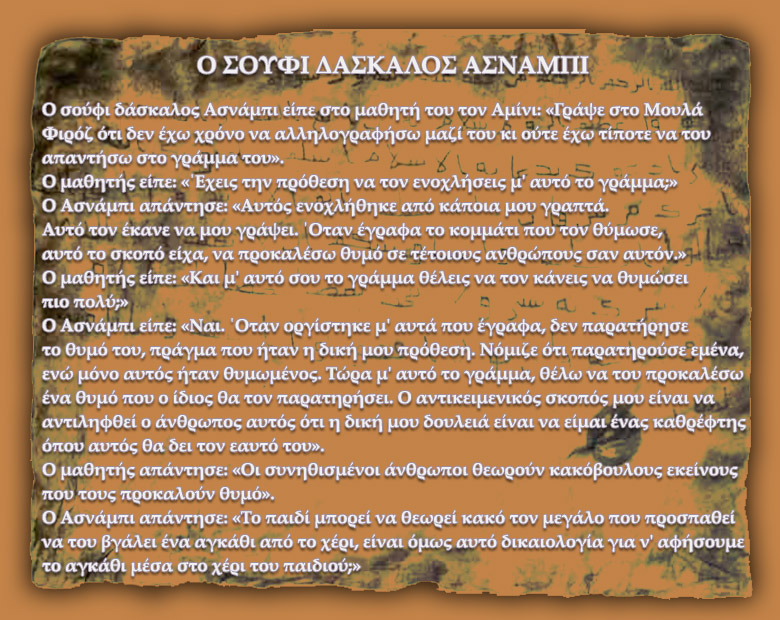 Ο ΣΟΥΦΙ ΔΑΣΚΑΛΟΣ ΑΣΝΑΜΠΙ
Ο σούφι δάσκαλος Ασνάμπι είπε στο μαθητή του τον Αμίνι: «Γράψε στο Μουλά
Φιρόζ ότι δεν έχω χρόνο να αλληλογραφήσω μαζί του κι ούτε έχω τίποτε να του
απαντήσω στο γράμμα του».
Ο μαθητής είπε: «Έχεις την πρόθεση να τον ενοχλήσεις μ' αυτό το γράμμα;»
Ο Ασνάμπι απάντησε: «Αυτός ενοχλήθηκε από κάποια μου γραπτά.
Αυτό τον έκανε να μου γράψει. Όταν έγραφα το κομμάτι που τον θύμωσε,
αυτό το σκοπό είχα, να προκαλέσω θυμό σε τέτοιους ανθρώπους σαν αυτόν.»
Ο μαθητής είπε: «Και μ' αυτό σου το γράμμα θέλεις να τον κάνεις να θυμώσει
πιο πολύ;»
Ο Ασνάμπι είπε: «Ναι. Όταν οργίστηκε μ' αυτά που έγραφα, δεν παρατήρησε
το θυμό του, πράγμα που ήταν η δική μου πρόθεση. Νόμιζε ότι παρατηρούσε εμένα,
ενώ μόνο αυτός ήταν θυμωμένος. Τώρα μ' αυτό το γράμμα, θέλω να του προκαλέσω
ένα θυμό που ο ίδιος θα τον παρατηρήσει. Ο αντικειμενικός σκοπός μου είναι να
αντιληφθεί ο άνθρωπος αυτός ότι η δική μου δουλειά είναι να είμαι ένας καθρέφτης
όπου αυτός θα δει τον εαυτό του».
Ο μαθητής απάντησε: «Οι συνηθισμένοι άνθρωποι θεωρούν κακόβουλους εκείνους
που τους προκαλούν θυμό».
Ο Ασνάμπι απάντησε: «Το παιδί μπορεί να θεωρεί κακό τον μεγάλο που προσπαθεί
να του βγάλει ένα αγκάθι από το χέρι, είναι όμως αυτό δικαιολογία για ν' αφήσουμε
το αγκάθι μέσα στο χέρι του παιδιού;»